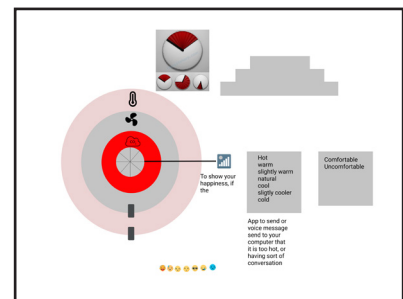 To show your
happiness, if
the
Hot
warm
slightly warm
natural
cool
sligtly cooler
cold
Comfortable
Uncomfortable
App to send or
voice message
send to your
computer that
it is too hot, or
having sort of
conversation